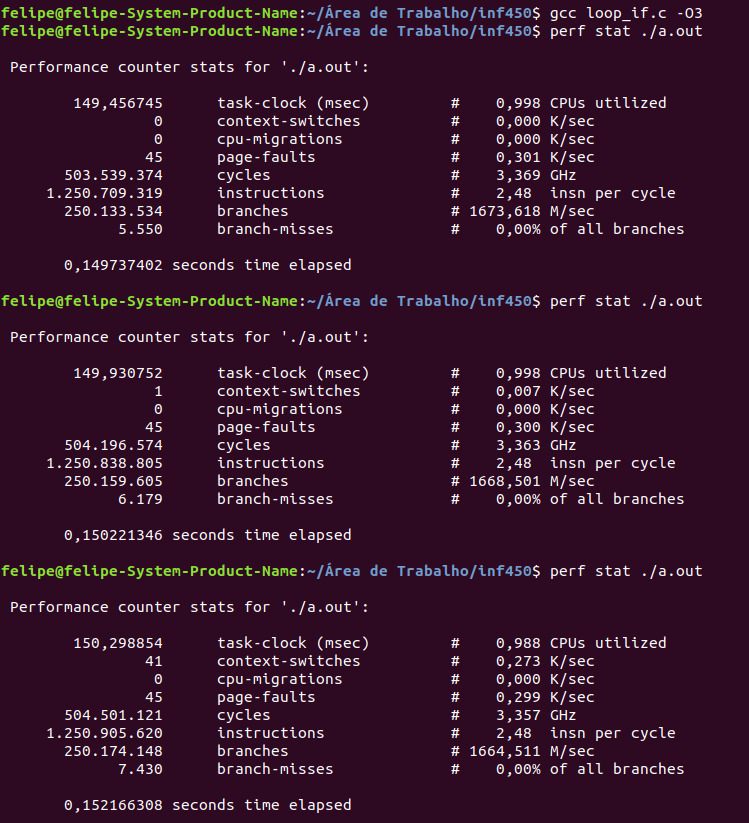 felipe@felipe-System-Product-Name:~/Área de Trabalho/inf450$ gcc loop_if.c -O3
felipe@felipe-System-Product-Name:~/Área de Trabalho/inf450$ perf stat ./a.out
Performance counter stats for './a.out':
149,456745 task-clock (msec) # 0,998 CPUs utilized
0 context-switches # 0,000 K/sec
0 cpu-migrations # 0,000 K/sec
45 page-faults # 0,301 K/sec
503.539.374 cycles # 3,369 GHz
1.250.709.319 instructions # 2,48 insn per cycle
250.133.534 branches # 1673,618 M/sec
5.550 branch-misses # 0,00% of all branches
0,149737402 seconds time elapsed
felipe@felipe-System-Product-Name:~/Área de Trabalho/inf450$ perf stat ./a.out
Performance counter stats for './a.out':
149,930752 task-clock (msec) # 0,998 CPUs utilized
1 context-switches # 0,007 K/sec
0 cpu-migrations # 0,000 K/sec
45 page-faults # 0,300 K/sec
504.196.574 cycles # 3,363 GHz
1.250.838.805 instructions # 2,48 insn per cycle
250.159.605 branches # 1668,501 M/sec
6.179 branch-misses # 0,00% of all branches
0,150221346 seconds time elapsed
felipe@felipe-System-Product-Name:~/Área de Trabalho/inf450$ perf stat ./a.out
Performance counter stats for './a.out':
150,298854 task-clock (msec) # 0,988 CPUs utilized
41 context-switches # 0,273 K/sec
0 cpu-migrations # 0,000 K/sec
45 page-faults # 0,299 K/sec
504.501.121 cycles # 3,357 GHz
1.250.905.620 instructions # 2,48 insn per cycle
250.174.148 branches # 1664,511 M/sec
7.430 branch-misses # 0,00% of all branches
0,152166308 seconds time elapsed